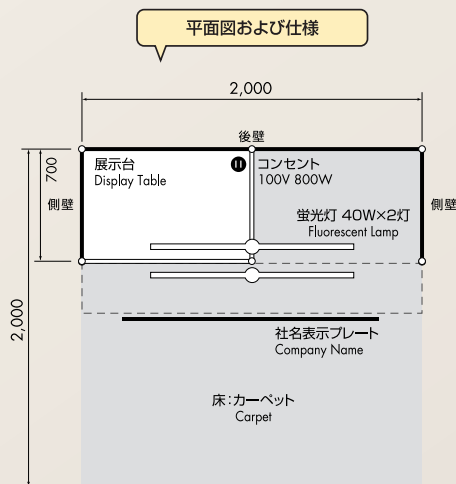 平面図および仕様
2,000
後壁
700
展示台
Display Table
コンセント
100V 800W
側壁
側壁
蛍光灯 40W×2灯
Fluorescent Lamp
2,000
社名表示プレート
Company Name
床：カーペット
Carpet